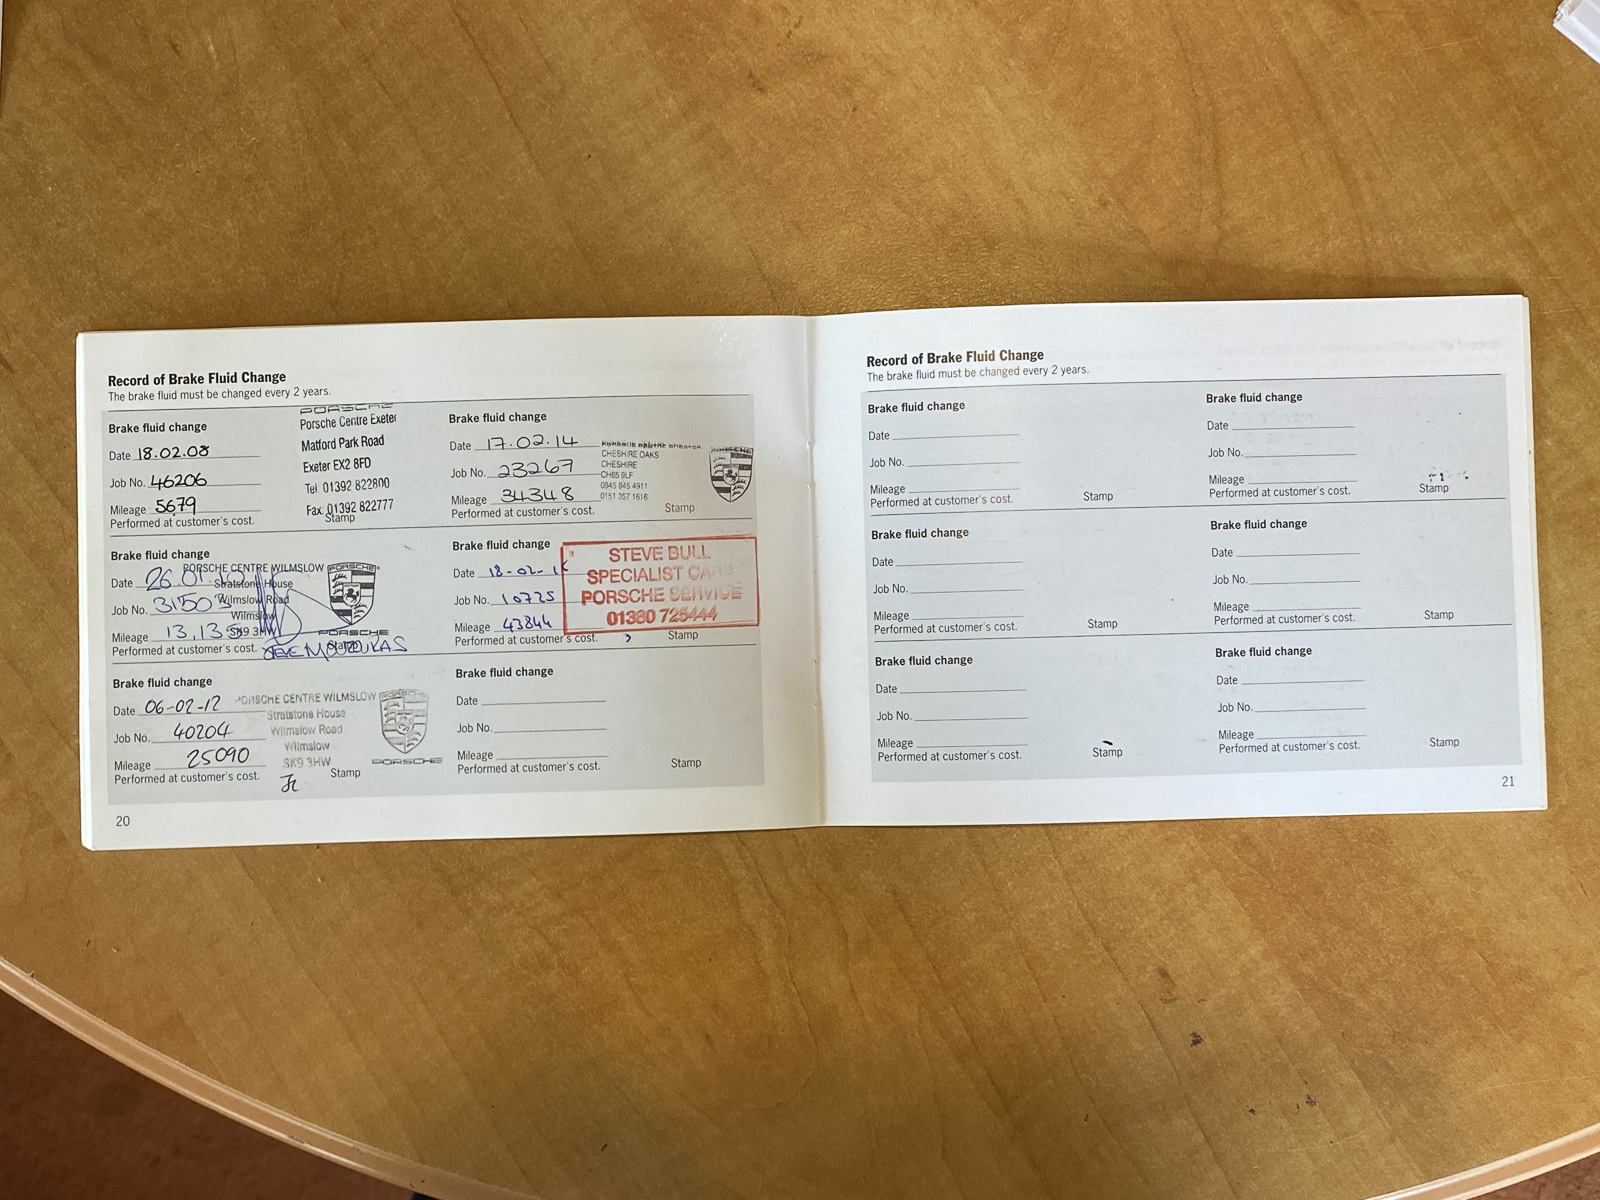 Record of Brake Fluid Change
The brake fluid must be changed every 2 years.
Brake fluid change
Date 18.02.08
Job No. 46206
Mileage 5679
Performed at customer's cost.
PORSCHE
Porsche Centre Exeter
Matford Park Road
Exeter EX2 8FD
Tel: 01392 822800
Fax: 01392 822777
Stamp
Brake fluid change
Date 26.01.
Job No. 31503
Mileage 13,13
Performed at customer's cost.
PORSCHE CENTRE WILMSLOW
Stratstone House
Wilmslow Road
Wilmslow
SK9 3HW
PORSCHE
PORSCHE
Stamp
Brake fluid change
Date 06-02-12
Job No. 40204
Mileage 25090
Performed at customer's cost.
PORSCHE CENTRE WILMSLOW
Stratstone House
Wilmslow Road
Wilmslow
SK9 3HW
PORSCHE
Stamp
Brake fluid change
Date 17.02.14
Job No. 23267
Mileage 34348
Performed at customer's cost.
CHESHIRE OAKS
CHESHIRE
CH65 9LF
0845 845 4911
0151 357 1616
PORSCHE
Stamp
Brake fluid change
Date 18-02-1
Job No. 10725
Mileage 43844
Performed at customer's cost.
STEVE BULL
SPECIALIST CARS
PORSCHE SERVICE
01380 725444
Stamp
Brake fluid change
Date
Job No.
Mileage
Performed at customer's cost.
Stamp
20
Record of Brake Fluid Change
The brake fluid must be changed every 2 years.
Brake fluid change
Date
Job No.
Mileage
Performed at customer's cost.
Stamp
Brake fluid change
Date
Job No.
Mileage
Performed at customer's cost.
Stamp
Brake fluid change
Date
Job No.
Mileage
Performed at customer's cost.
Stamp
Brake fluid change
Date
Job No.
Mileage
Performed at customer's cost.
Stamp
Brake fluid change
Date
Job No.
Mileage
Performed at customer's cost.
Stamp
Brake fluid change
Date
Job No.
Mileage
Performed at customer's cost.
Stamp
21